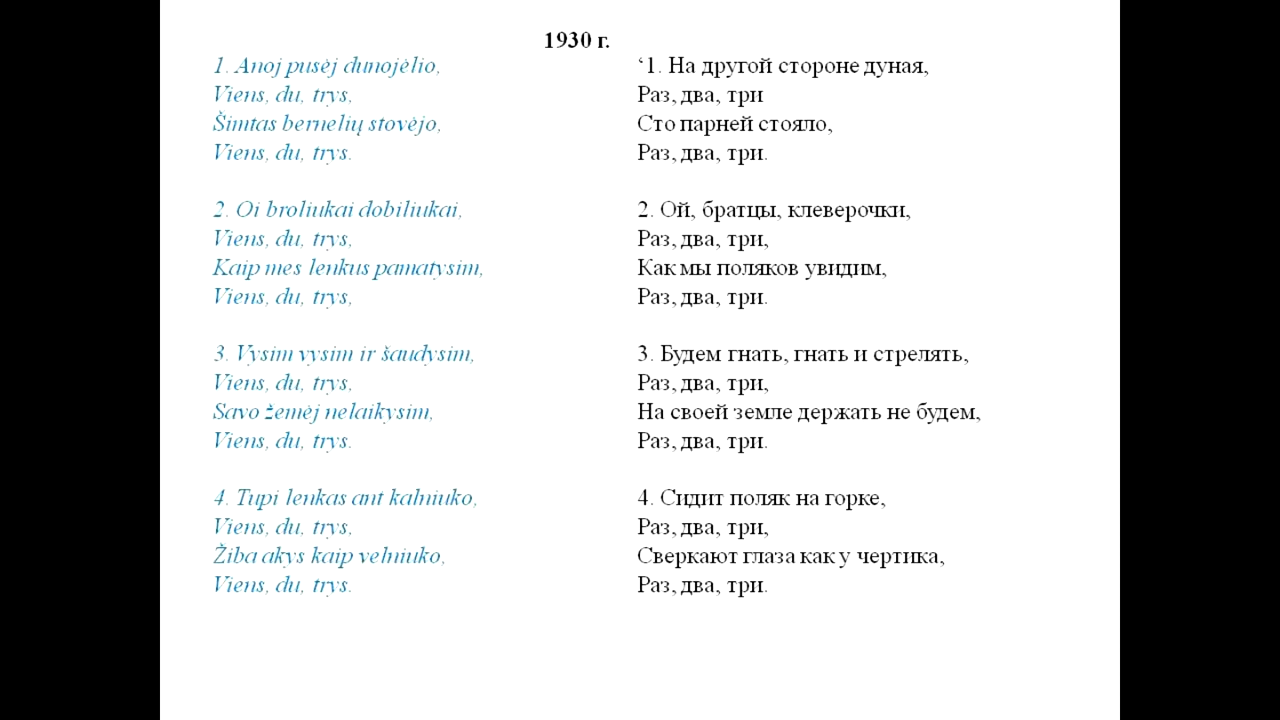 1930 г.
1. Anoj pusėj dunojėlio,
Viens, du, trys,
Šimtas bernelių stovėjo,
Viens, du, trys.
2. Oi broliukai dobiliukai,
Viens, du, trys,
Kaip mes lenkus pamatysim,
Viens, du, trys,
3. Vysim vysim ir šaudysim,
Viens, du, trys,
Savo žemėj nelaikysim,
Viens, du, trys.
4. Tupi lenkas ant kalniuko,
Viens, du, trys,
Žiba akys kaip velniuko,
Viens, du, trys.
‘1. На другой стороне дуная,
Раз, два, три
Сто парней стояло,
Раз, два, три.
2. Ой, братцы, клеверочки,
Раз, два, три,
Как мы поляков увидим,
Раз, два, три.
3. Будем гнать, гнать и стрелять,
Раз, два, три,
На своей земле держать не будем,
Раз, два, три.
4. Сидит поляк на горке,
Раз, два, три,
Сверкают глаза как у чертика,
Раз, два, три.